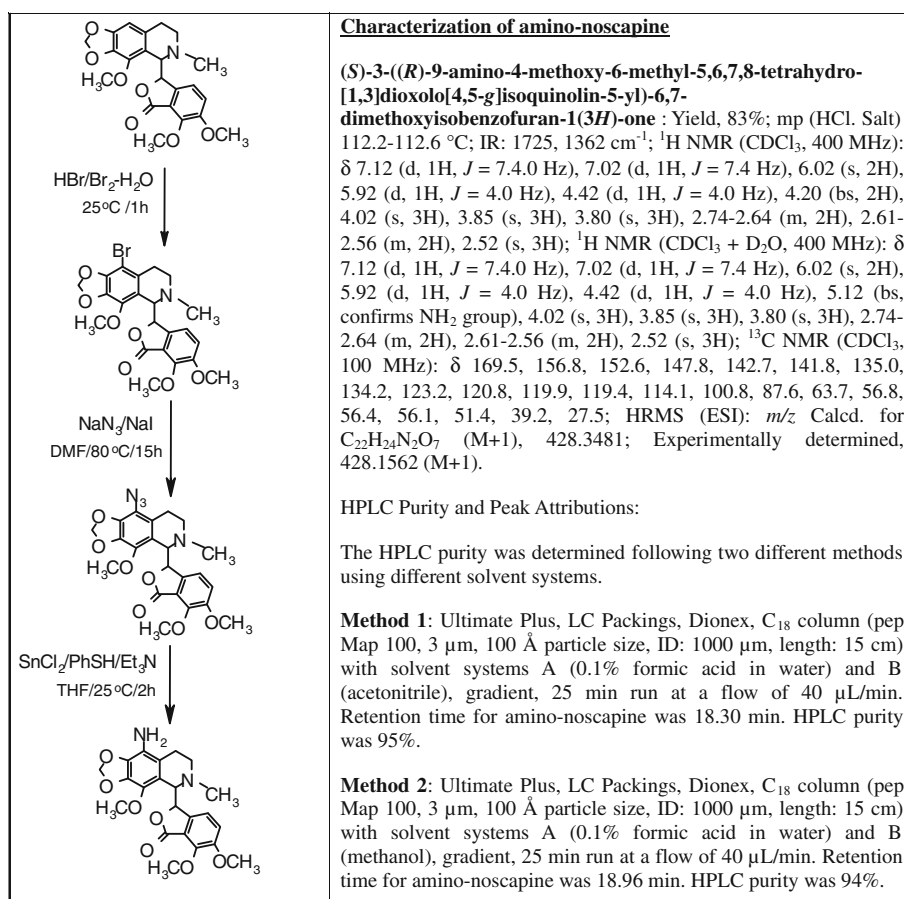 O
O
N
CH3
H3CO
O
O
H3CO
OCH3
HBr/Br2-H2O
25°C /1h
Br
O
O
N
CH3
H3CO
O
O
H3CO
OCH3
NaN3/NaI
DMF/80 °C/15h
N3
O
O
N
CH3
H3CO
O
O
H3CO
OCH3
SnCl2/PhSH/Et3N
THF/25°C/2h
NH2
O
O
N
CH3
H3CO
O
O
H3CO
OCH3
Characterization of amino-noscapine
(S)-3-((R)-9-amino-4-methoxy-6-methyl-5,6,7,8-tetrahydro-
[1,3]dioxolo[4,5-g]isoquinolin-5-yl)-6,7-
dimethoxyisobenzofuran-1(3H)-one : Yield, 83%; mp (HCl. Salt)
112.2-112.6 °C; IR: 1725, 1362 cm-1; 1H NMR (CDCl3, 400 MHz):
δ 7.12 (d, 1H, J = 7.4.0 Hz), 7.02 (d, 1H, J = 7.4 Hz), 6.02 (s, 2H),
5.92 (d, 1H, J = 4.0 Hz), 4.42 (d, 1H, J = 4.0 Hz), 4.20 (bs, 2H),
4.02 (s, 3H), 3.85 (s, 3H), 3.80 (s, 3H), 2.74-2.64 (m, 2H), 2.61-
2.56 (m, 2H), 2.52 (s, 3H); 1H NMR (CDCl3 + D2O, 400 MHz): δ
7.12 (d, 1H, J = 7.4.0 Hz), 7.02 (d, 1H, J = 7.4 Hz), 6.02 (s, 2H),
5.92 (d, 1H, J = 4.0 Hz), 4.42 (d, 1H, J = 4.0 Hz), 5.12 (bs,
confirms NH2 group), 4.02 (s, 3H), 3.85 (s, 3H), 3.80 (s, 3H), 2.74-
2.64 (m, 2H), 2.61-2.56 (m, 2H), 2.52 (s, 3H); 13C NMR (CDCl3,
100 MHz): δ 169.5, 156.8, 152.6, 147.8, 142.7, 141.8, 135.0,
134.2, 123.2, 120.8, 119.9, 119.4, 114.1, 100.8, 87.6, 63.7, 56.8,
56.4, 56.1, 51.4, 39.2, 27.5; HRMS (ESI): m/z Calcd. for
C22H24N2O7 (M+1), 428.3481; Experimentally determined,
428.1562 (M+1).
HPLC Purity and Peak Attributions:
The HPLC purity was determined following two different methods
using different solvent systems.
Method 1: Ultimate Plus, LC Packings, Dionex, C18 column (pep
Map 100, 3 µm, 100 Å particle size, ID: 1000 µm, length: 15 cm)
with solvent systems A (0.1% formic acid in water) and B
(acetonitrile), gradient, 25 min run at a flow of 40 µL/min.
Retention time for amino-noscapine was 18.30 min. HPLC purity
was 95%.
Method 2: Ultimate Plus, LC Packings, Dionex, C18 column (pep
Map 100, 3 µm, 100 Å particle size, ID: 1000 µm, length: 15 cm)
with solvent systems A (0.1% formic acid in water) and B
(methanol), gradient, 25 min run at a flow of 40 µL/min. Retention
time for amino-noscapine was 18.96 min. HPLC purity was 94%.